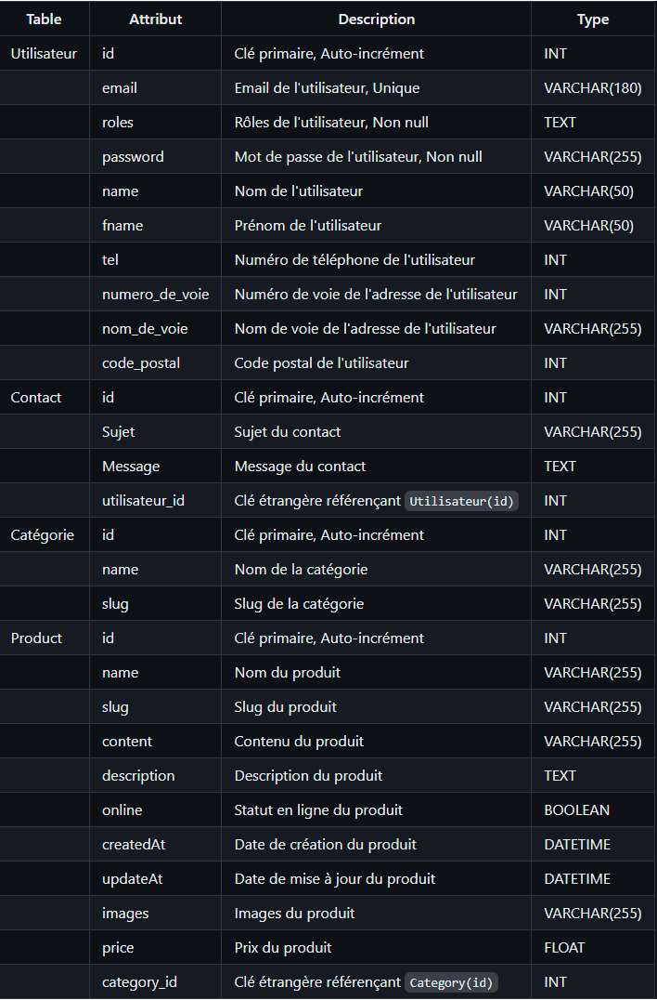 Table Attribut Description Type
Utilisateur id Clé primaire, Auto-incrément INT
email Email de l'utilisateur, Unique VARCHAR(180)
roles Rôles de l'utilisateur, Non null TEXT
password Mot de passe de l'utilisateur, Non null VARCHAR(255)
name Nom de l'utilisateur VARCHAR(50)
fname Prénom de l'utilisateur VARCHAR(50)
tel Numéro de téléphone de l'utilisateur INT
numero_de_voie Numéro de voie de l'adresse de l'utilisateur INT
nom_de_voie Nom de voie de l'adresse de l'utilisateur VARCHAR(255)
code_postal Code postal de l'utilisateur INT
Contact id Clé primaire, Auto-incrément INT
Sujet Sujet du contact VARCHAR(255)
Message Message du contact TEXT
utilisateur_id Clé étrangère référençant Utilisateur(id) INT
Catégorie id Clé primaire, Auto-incrément INT
name Nom de la catégorie VARCHAR(255)
slug Slug de la catégorie VARCHAR(255)
Product id Clé primaire, Auto-incrément INT
name Nom du produit VARCHAR(255)
slug Slug du produit VARCHAR(255)
content Contenu du produit VARCHAR(255)
description Description du produit TEXT
online Statut en ligne du produit BOOLEAN
createdAt Date de création du produit DATETIME
updateAt Date de mise à jour du produit DATETIME
images Images du produit VARCHAR(255)
price Prix du produit FLOAT
category_id Clé étrangère référençant Category(id) INT